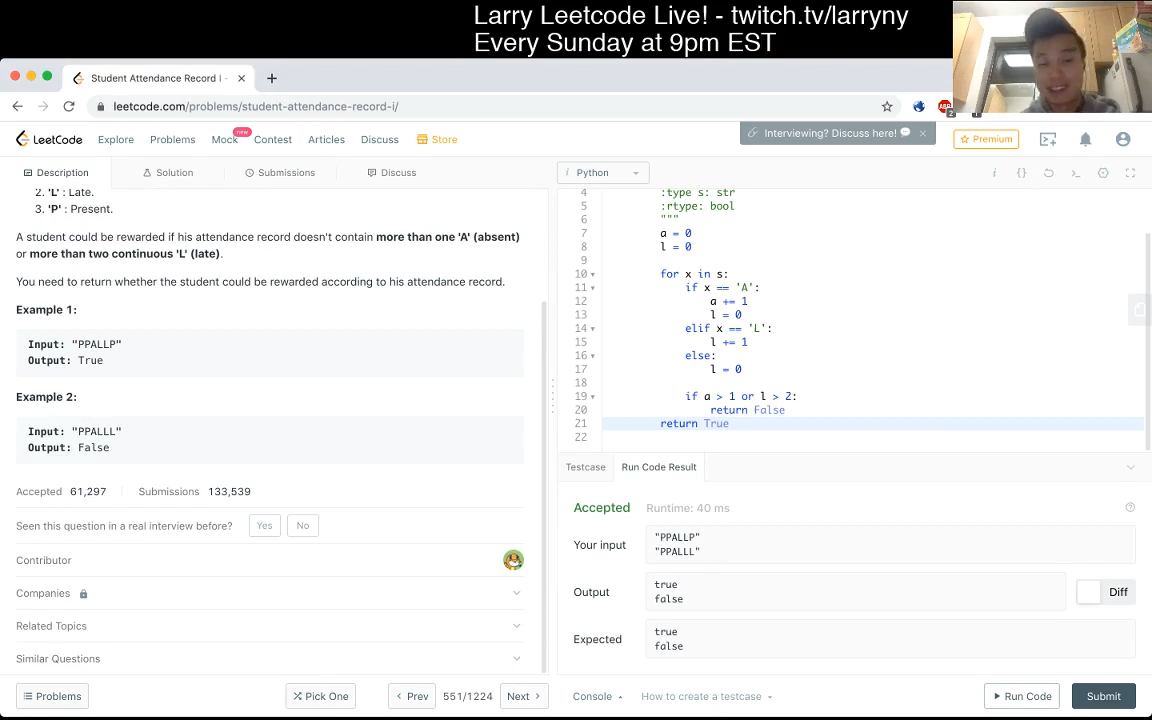 Larry Leetcode Live! - twitch.tv/larryny
Every Sunday at 9pm EST
Student Attendance Record I -
leetcode.com/problems/student-attendance-record-i/
LeetCode
Explore
Problems
Mock
new
Contest
Articles
Discuss
Store
Interviewing? Discuss here!
Premium
Description
Solution
Submissions
Discuss
2. 'L' : Late.
3. 'P' : Present.
A student could be rewarded if his attendance record doesn't contain more than one 'A' (absent)
or more than two continuous 'L' (late).
You need to return whether the student could be rewarded according to his attendance record.
Example 1:
Input: "PPALLP"
Output: True
Example 2:
Input: "PPALLL"
Output: False
Accepted 61,297 Submissions 133,539
Seen this question in a real interview before? Yes No
Contributor
Companies
Related Topics
Similar Questions
Problems
Pick One
Prev
551/1224
Next
i Python
4 :type s: str
5 :rtype: bool
6 """
7 a = 0
8 l = 0
9
10 for x in s:
11 if x == 'A':
12 a += 1
13 l = 0
14 elif x == 'L':
15 l += 1
16 else:
17 l = 0
18
19 if a > 1 or l > 2:
20 return False
21 return True
22
Testcase
Run Code Result
Accepted Runtime: 40 ms
Your input
"PPALLP"
"PPALLL"
Output
true
false
Diff
Expected
true
false
Console
How to create a testcase
Run Code
Submit